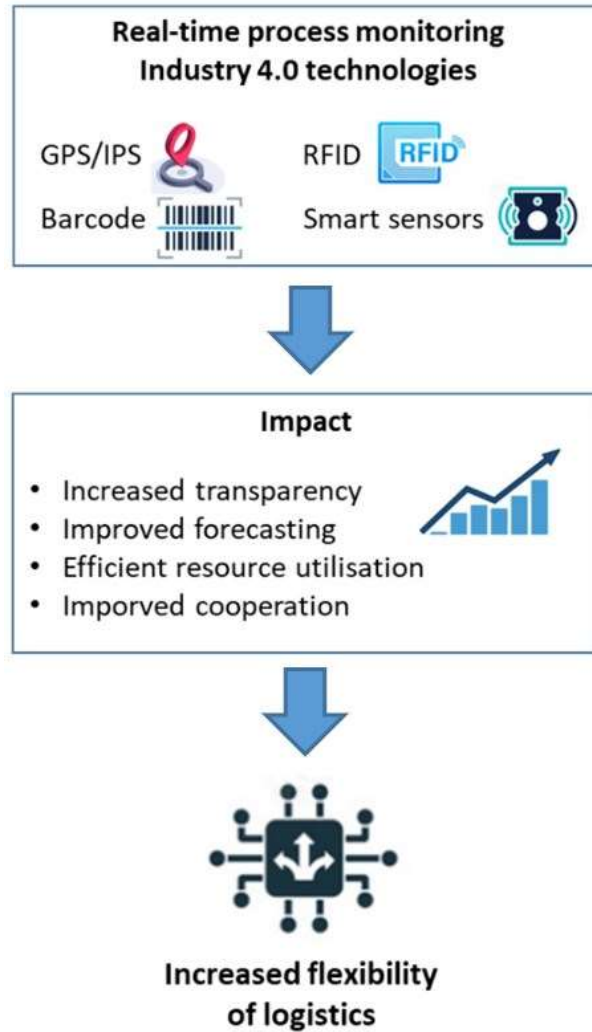 Real-time process monitoring
Industry 4.0 technologies
GPS/IPS
RFID
RFID
Barcode
Smart sensors
Impact
• Increased transparency
• Improved forecasting
• Efficient resource utilisation
• Imporved cooperation
Increased flexibility
of logistics